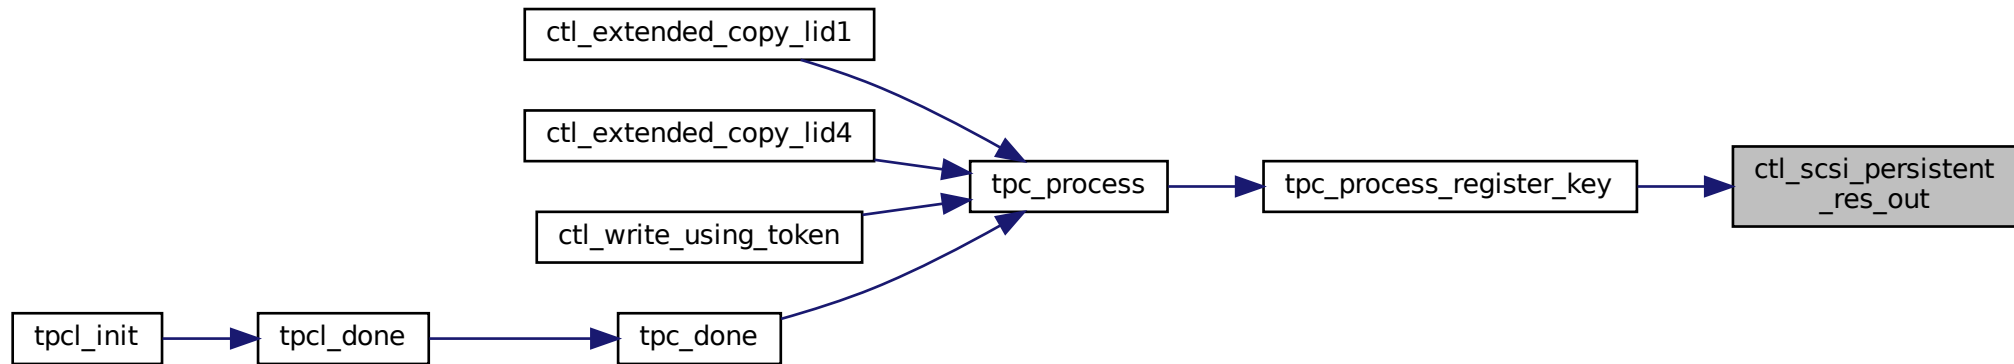 ctl_extended_copy_lid1
ctl_extended_copy_lid4
ctl_write_using_token
tpcl_init
tpcl_done
tpc_done
tpc_process
tpc_process_register_key
ctl_scsi_persistent
_res_out